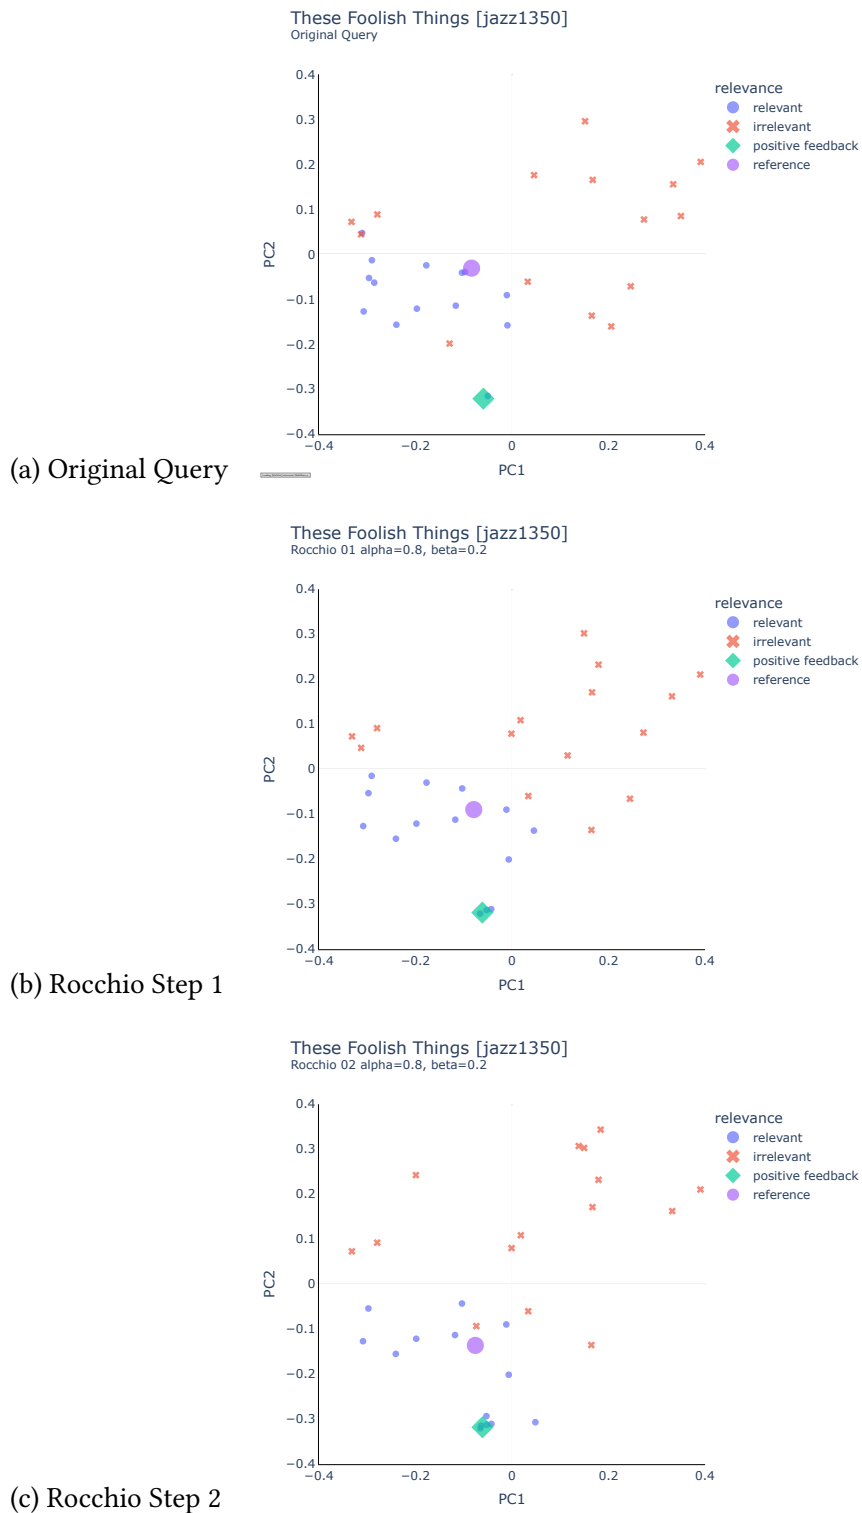 These Foolish Things [jazz1350]
Original Query
0.4
0.3
0.2
0.1
0
−0.1
−0.2
−0.3
−0.4
PC2
−0.4
−0.2
0
0.2
0.4
PC1
relevance
relevant
irrelevant
positive feedback
reference
(a) Original Query
These Foolish Things [jazz1350]
Rocchio 01 alpha=0.8, beta=0.2
0.4
0.3
0.2
0.1
0
−0.1
−0.2
−0.3
−0.4
PC2
−0.4
−0.2
0
0.2
0.4
PC1
relevance
relevant
irrelevant
positive feedback
reference
(b) Rocchio Step 1
These Foolish Things [jazz1350]
Rocchio 02 alpha=0.8, beta=0.2
0.4
0.3
0.2
0.1
0
−0.1
−0.2
−0.3
−0.4
PC2
−0.4
−0.2
0
0.2
0.4
PC1
relevance
relevant
irrelevant
positive feedback
reference
(c) Rocchio Step 2